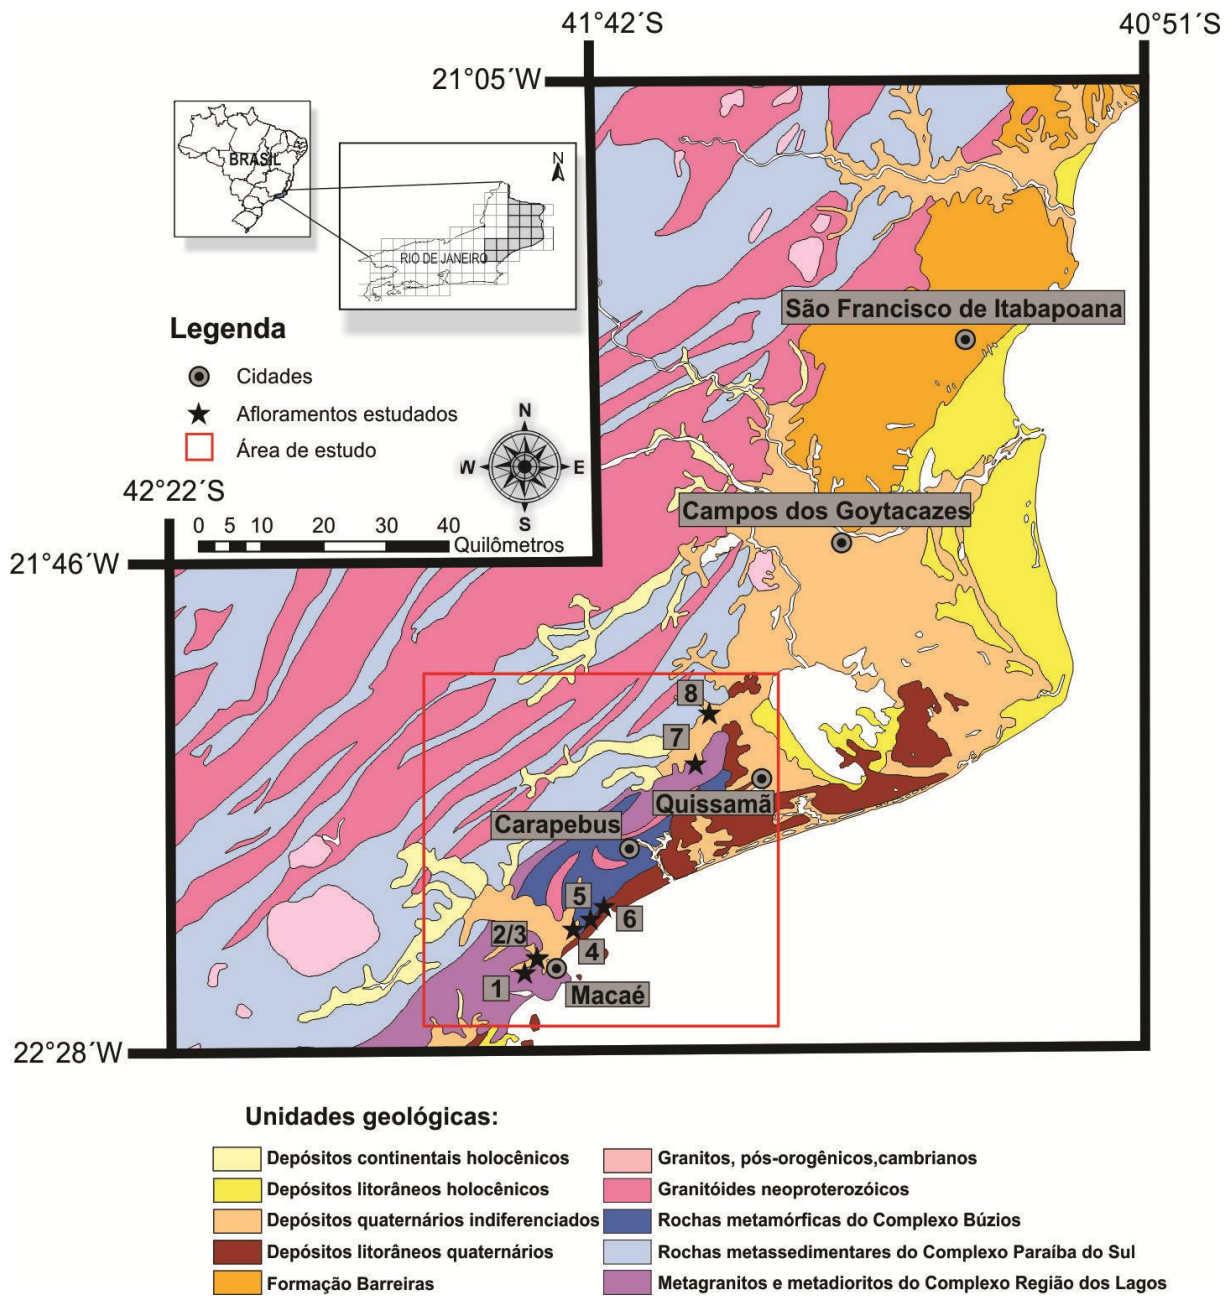 41°42´S
40°51´S
21°05´W
BRASIL
N
RIO DE JANEIRO
São Francisco de Itabapoana
Legenda
Cidades
Afloramentos estudados
Área de estudo
N
W
E
S
42°22´S
0 5 10 20 30 40
Quilômetros
Campos dos Goytacazes
21°46´W
8
7
Quissamã
Carapebus
5
6
2/3
4
1
Macaé
22°28´W
Unidades geológicas:
Depósitos continentais holocênicos
Depósitos litorâneos holocênicos
Depósitos quaternários indiferenciados
Depósitos litorâneos quaternários
Formação Barreiras
Granitos, pós-orogênicos,cambrianos
Granitóides neoproterozóicos
Rochas metamórficas do Complexo Búzios
Rochas metassedimentares do Complexo Paraíba do Sul
Metagranitos e metadioritos do Complexo Região dos Lagos